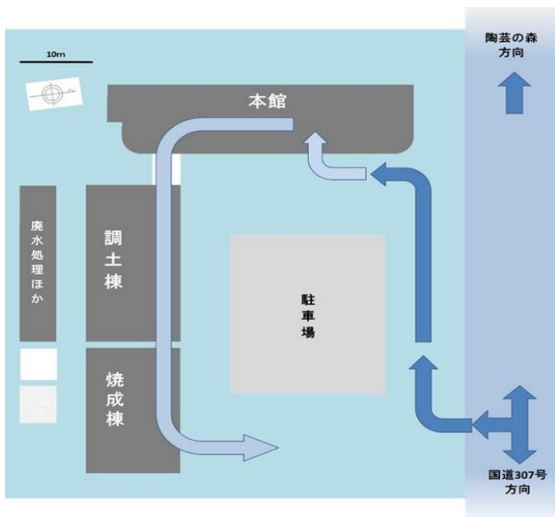 陶芸の森
方向
10m
本館
廃水処理ほか
調土棟
駐車場
焼成棟
国道307号
方向